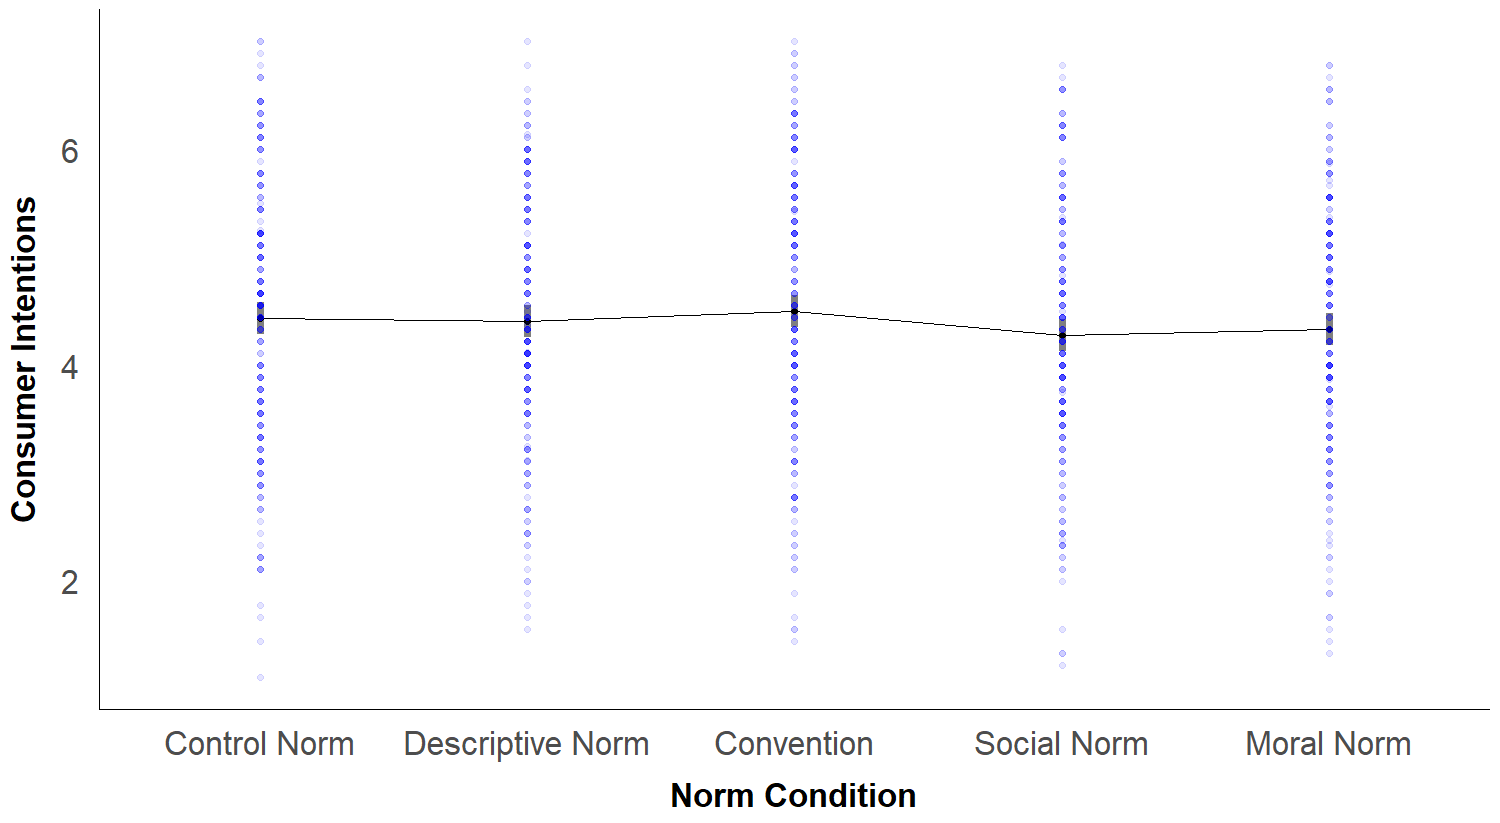 Consumer Intentions
6
4
2
Control Norm Descriptive Norm Convention Social Norm Moral Norm
Norm Condition